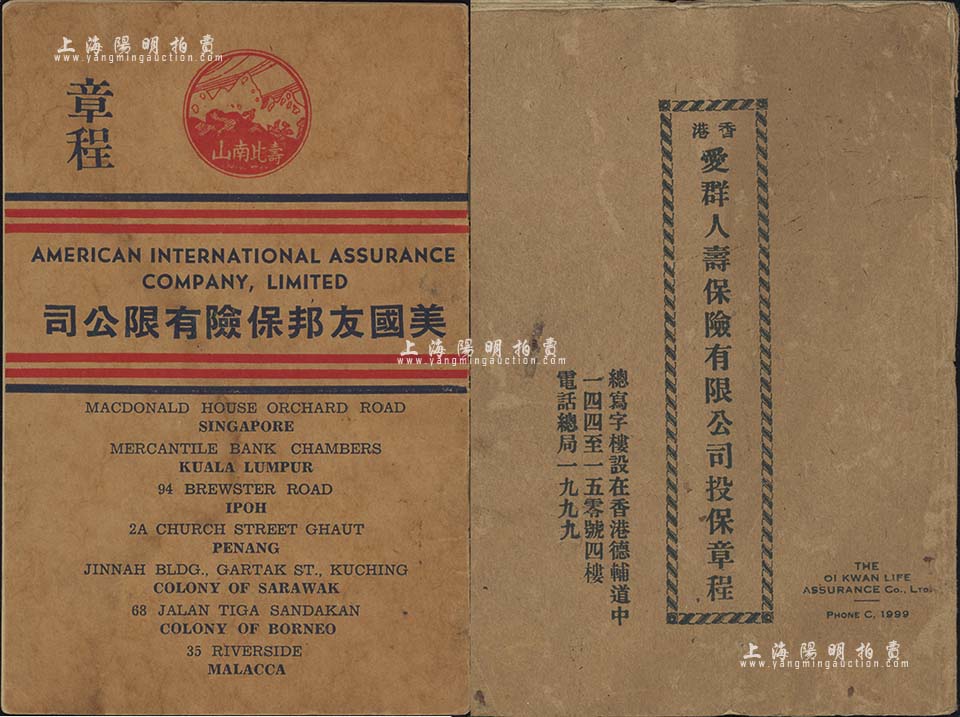 上海陽明拍賣
www.yangmingauction.com
章程
山南比壽
AMERICAN INTERNATIONAL ASSURANCE
COMPANY, LIMITED
司公限有險保邦友國美
MACDONALD HOUSE ORCHARD ROAD
SINGAPORE
MERCANTILE BANK CHAMBERS
KUALA LUMPUR
94 BREWSTER ROAD
IPOH
2A CHURCH STREET GHAUT
PENANG
JINNAH BLDG., GARTAK ST., KUCHING
COLONY OF SARAWAK
68 JALAN TIGA SANDAKAN
COLONY OF BORNEO
35 RIVERSIDE
MALACCA
上海陽明拍賣
www.yangmingauction.com
港香
愛群人壽保險有限公司投保章程
總寫字樓設在香港德輔道中
一四四至一五零號四樓
電話總局一九九九
THE
OI KWAN LIFE
ASSURANCE Co., LTD.
PHONE C, 1999
上海陽明拍賣
www.yangmingauction.com